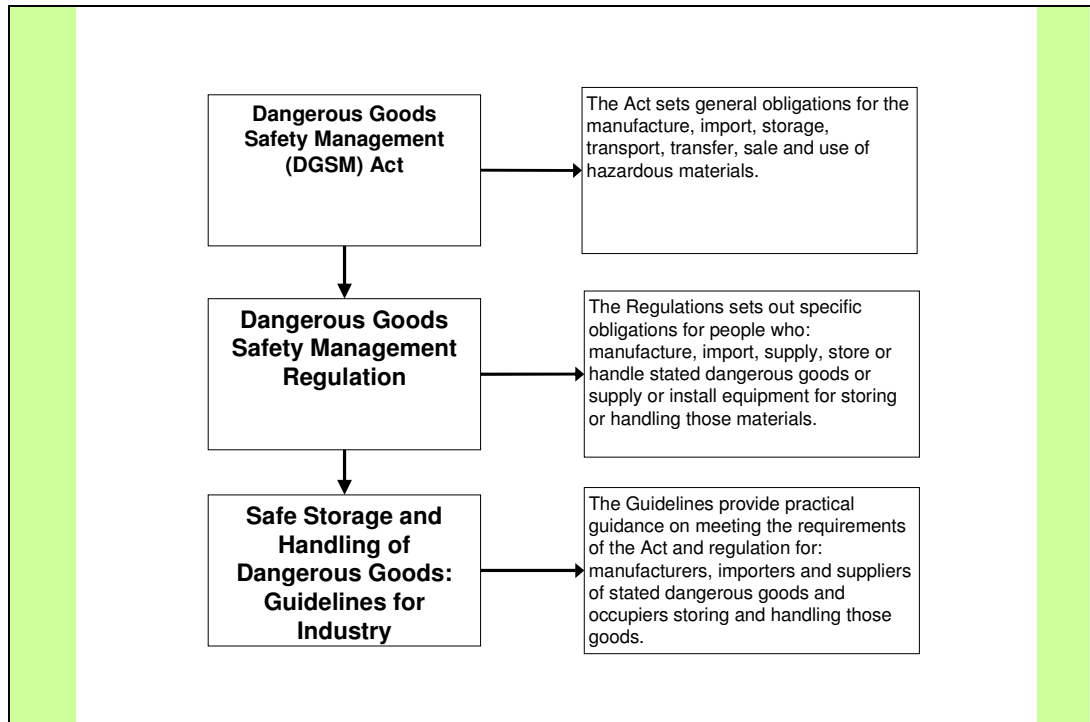 Dangerous Goods
Safety Management
(DGSM) Act
The Act sets general obligations for the
manufacture, import, storage,
transport, transfer, sale and use of
hazardous materials.
Dangerous Goods
Safety Management
Regulation
The Regulations sets out specific
obligations for people who:
manufacture, import, supply, store or
handle stated dangerous goods or
supply or install equipment for storing
or handling those materials.
Safe Storage and
Handling of
Dangerous Goods:
Guidelines for
Industry
The Guidelines provide practical
guidance on meeting the requirements
of the Act and regulation for:
manufacturers, importers and suppliers
of stated dangerous goods and
occupiers storing and handling those
goods.